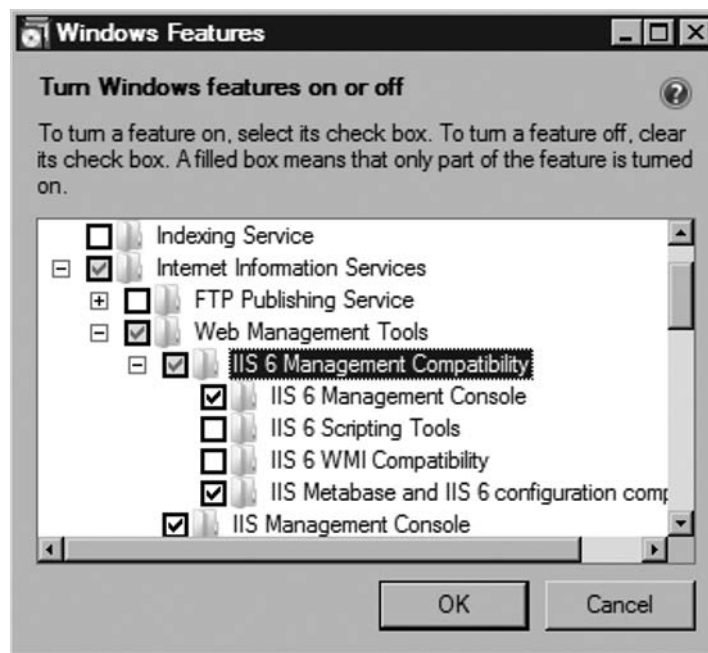 Windows Features
Turn Windows features on or off
To turn a feature on, select its check box. To turn a feature off, clear
its check box. A filled box means that only part of the feature is turned
on.
Indexing Service
Internet Information Services
FTP Publishing Service
Web Management Tools
IIS 6 Management Compatibility
IIS 6 Management Console
IIS 6 Scripting Tools
IIS 6 WMI Compatibility
IIS Metabase and IIS 6 configuration
IIS Management Console
OK
Cancel